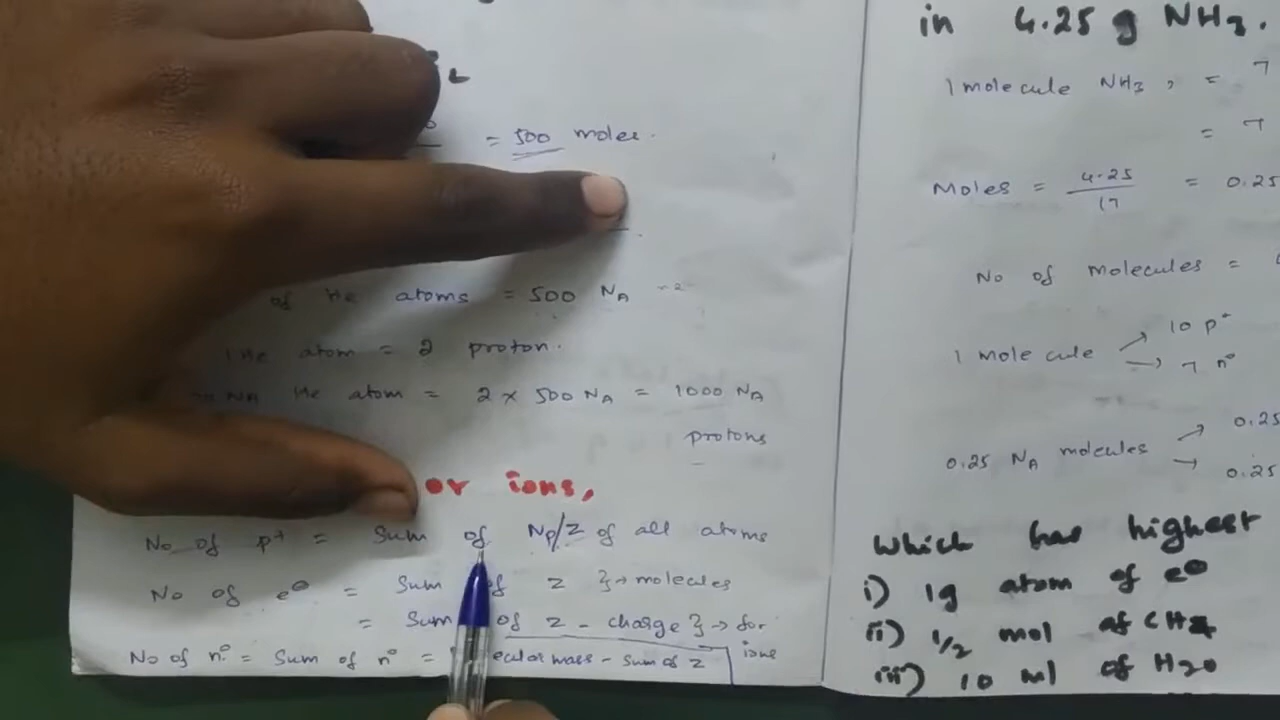 = 500 moles.
of He atoms = 500 NA
1 He atom = 2 proton.
NA He atom = 2 × 500 NA = 1000 NA
protons
or ions,
No of p+ = Sum of Np/Z of all atoms
No of e⊖ = Sum of Z }→ molecules
= Sum of Z - charge }→ for
ions
No of n° = Sum of n° = ecular mass - sum of Z
in 4.25 g NH3.
1 molecule NH3, = 7
= 7
Moles = 4.25
17
= 0.25
No of molecules =
1 molecule → 10 p+
→ 7 n°
0.25 NA molecules → 0.25
→ 0.25
Which has highest
i) 1g atom of e⊖
ii) 1/2 mol of CH4
iii) 10 ml of H2O